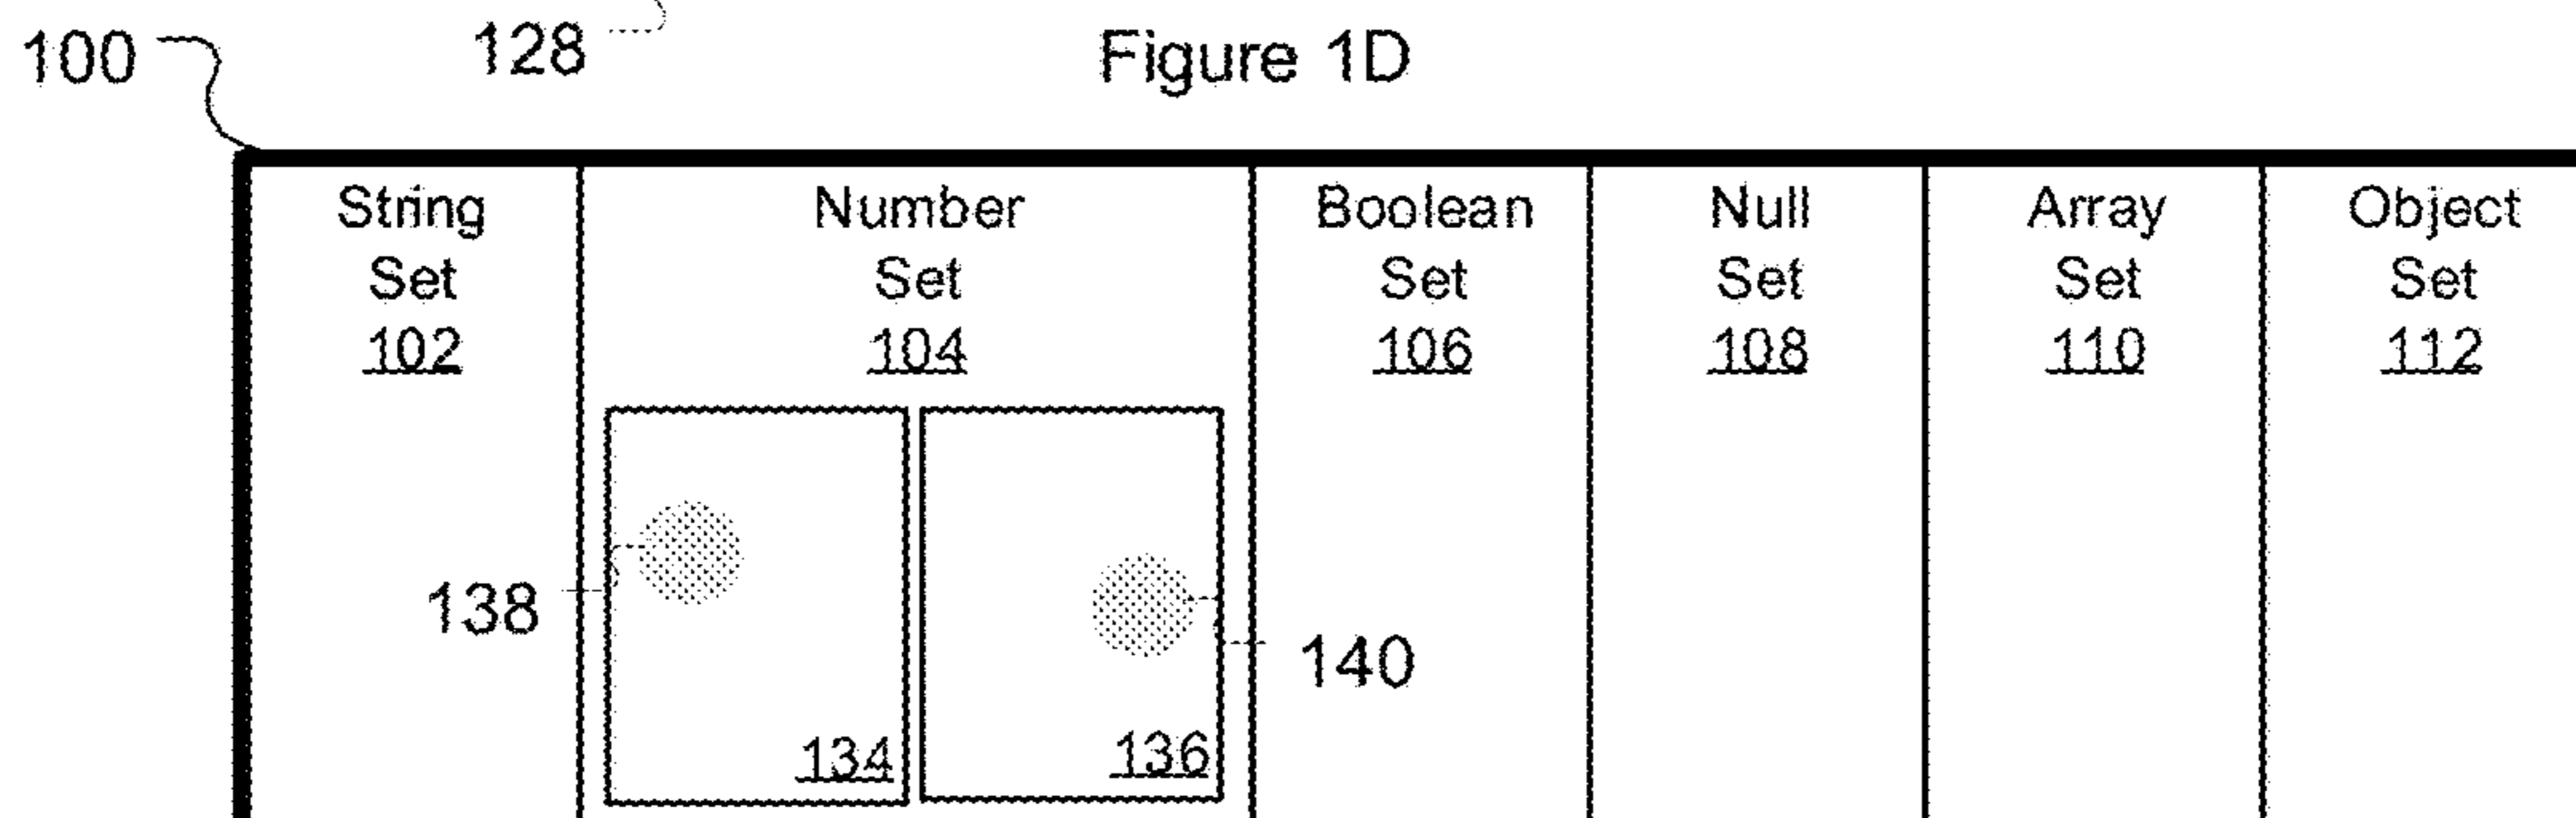 100
128
Figure 1D
String Set 102
Number Set 104
Boolean Set 106
Null Set 108
Array Set 110
Object Set 112
138
140
134
136